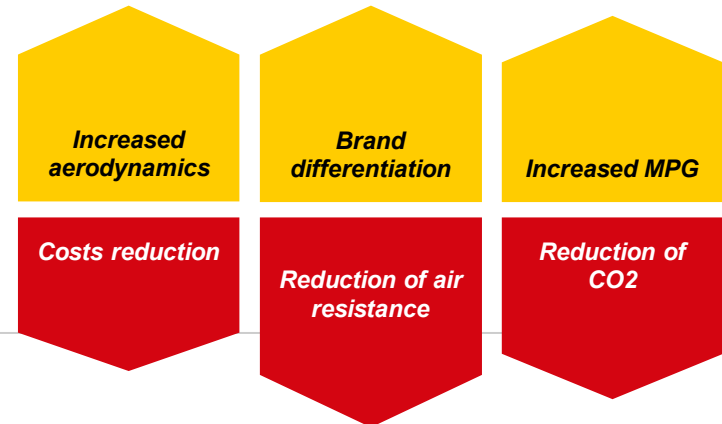 Increased
aerodynamics
Brand
differentiation
Increased MPG
Costs reduction
Reduction of air
resistance
Reduction of
CO2